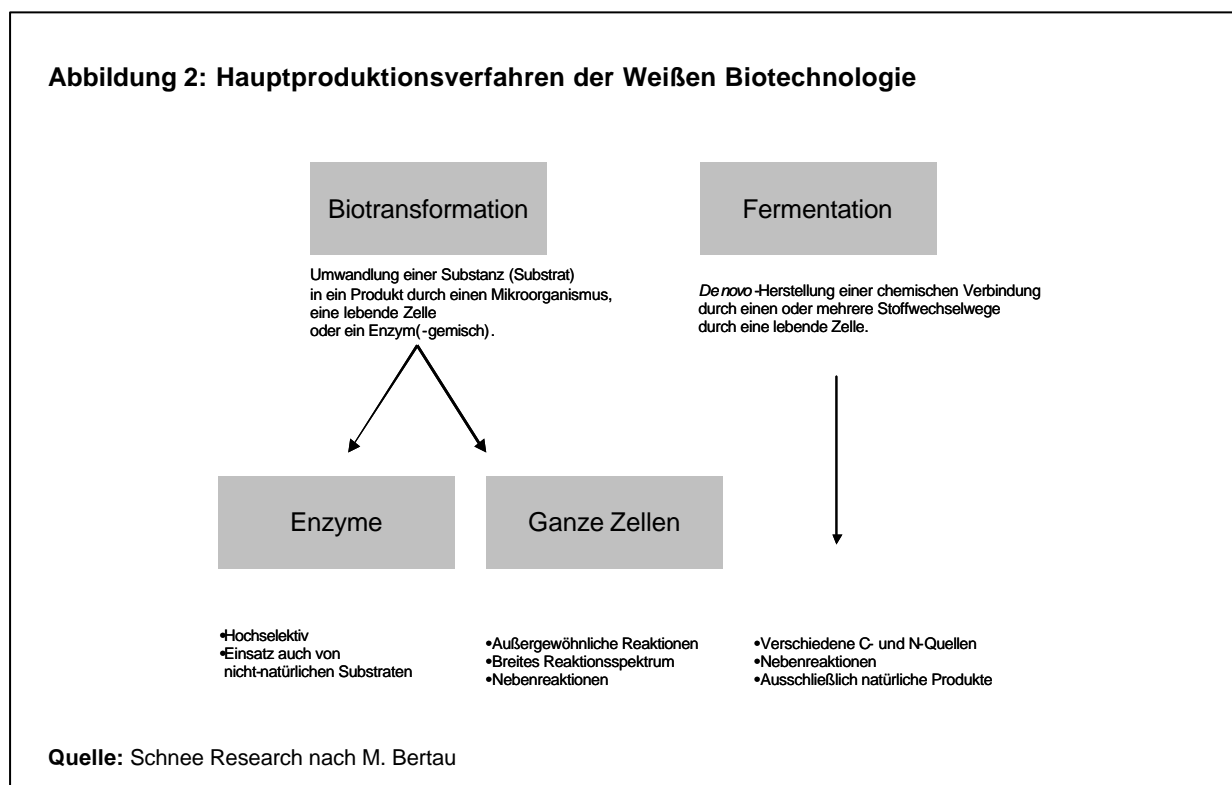 Abbildung 2: Hauptproduktionsverfahren der Weißen Biotechnologie
Biotransformation
Umwandlung einer Substanz (Substrat)
in ein Produkt durch einen Mikroorganismus,
eine lebende Zelle
oder ein Enzym(-gemisch).
Fermentation
De novo-Herstellung einer chemischen Verbindung
durch einen oder mehrere Stoffwechselwege
durch eine lebende Zelle.
Enzyme
Ganze Zellen
•Hochselektiv
•Einsatz auch von
nicht-natürlichen Substraten
•Außergewöhnliche Reaktionen
•Breites Reaktionsspektrum
•Nebenreaktionen
•Verschiedene C- und N-Quellen
•Nebenreaktionen
•Ausschließlich natürliche Produkte
Quelle: Schnee Research nach M. Bertau